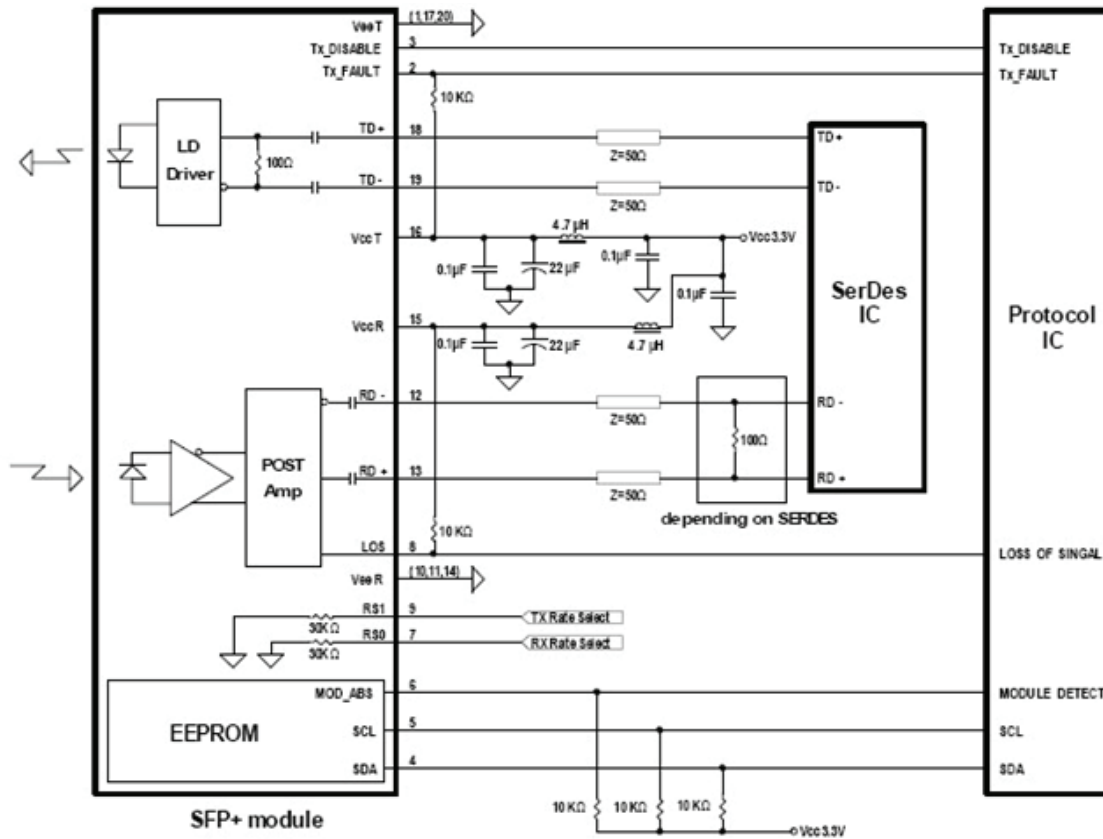 VeeT (1,17,20)
Tx_DISABLE 3 Tx_DISABLE
Tx_FAULT 2 Tx_FAULT
10 KΩ
LD
Driver
100Ω
TD+ 18 Z=50Ω TD+
TD- 19 Z=50Ω TD-
4.7 µH
VccT 16 Vcc3.3V
0.1µF 22 µF 0.1µF
0.1µF
SerDes
IC
Protocol
IC
VccR 15
0.1µF 22 µF 4.7 µH
RD - 12 Z=50Ω RD -
100Ω
POST
Amp
RD + 13 Z=50Ω RD +
depending on SERDES
10 KΩ
LOS 8 LOSS OF SINGAL
VeeR (10,11,14)
RS1 9 TX Rate Select
30KΩ
RS0 7 RX Rate Select
30KΩ
MOD_ABS 6 MODULE DETECT
EEPROM
SCL 5 SCL
SDA 4 SDA
10 KΩ 10 KΩ 10 KΩ
SFP+ module
Vcc3.3V